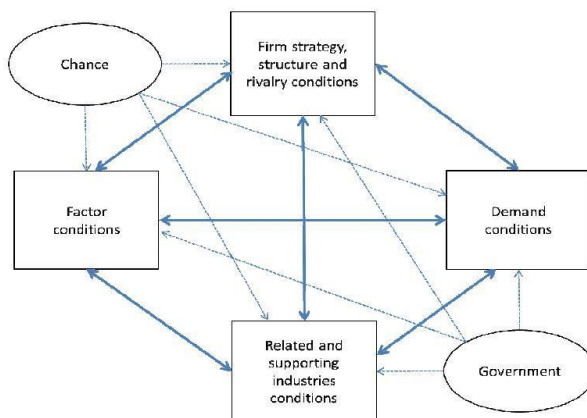 Chance
Firm strategy,
structure and
rivalry conditions
Factor
conditions
Demand
conditions
Related and
supporting
industries
conditions
Government